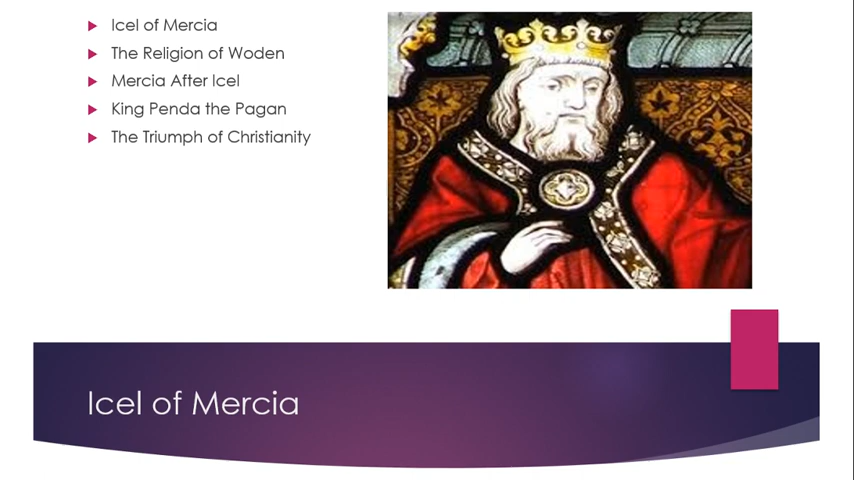 Icel of Mercia
The Religion of Woden
Mercia After Icel
King Penda the Pagan
The Triumph of Christianity
Icel of Mercia